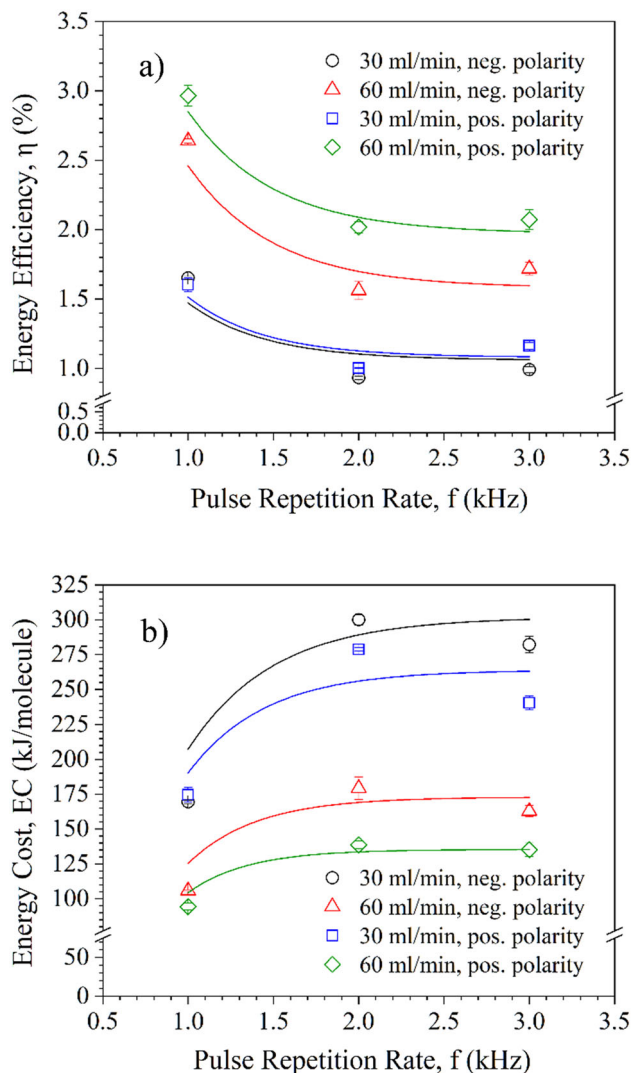 a)
30 ml/min, neg. polarity
60 ml/min, neg. polarity
30 ml/min, pos. polarity
60 ml/min, pos. polarity
Energy Efficiency, η (%)
3.5
3.0
2.5
2.0
1.5
1.0
0.5
0.0
0.5 1.0 1.5 2.0 2.5 3.0 3.5
Pulse Repetition Rate, f (kHz)
b)
Energy Cost, EC (kJ/molecule)
325
300
275
250
225
200
175
150
125
100
50
0
30 ml/min, neg. polarity
60 ml/min, neg. polarity
30 ml/min, pos. polarity
60 ml/min, pos. polarity
0.5 1.0 1.5 2.0 2.5 3.0 3.5
Pulse Repetition Rate, f (kHz)